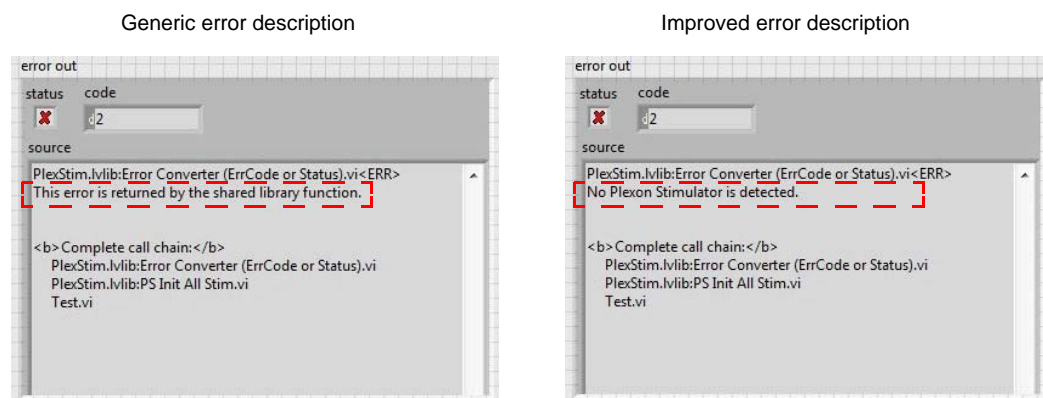 Generic error description
error out
status code
d2
source
PlexStim.lvlib:Error Converter (ErrCode or Status).vi<ERR>
This error is returned by the shared library function.
<b>Complete call chain:</b>
PlexStim.lvlib:Error Converter (ErrCode or Status).vi
PlexStim.lvlib:PS Init All Stim.vi
Test.vi
Improved error description
error out
status code
d2
source
PlexStim.lvlib:Error Converter (ErrCode or Status).vi<ERR>
No Plexon Stimulator is detected.
<b>Complete call chain:</b>
PlexStim.lvlib:Error Converter (ErrCode or Status).vi
PlexStim.lvlib:PS Init All Stim.vi
Test.vi